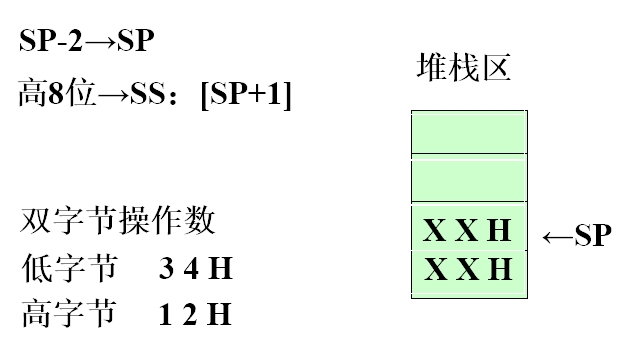 SP-2→SP
高8位→SS：[SP+1]
堆栈区
双字节操作数
低字节 3 4 H
高字节 1 2 H
X X H ←SP
X X H